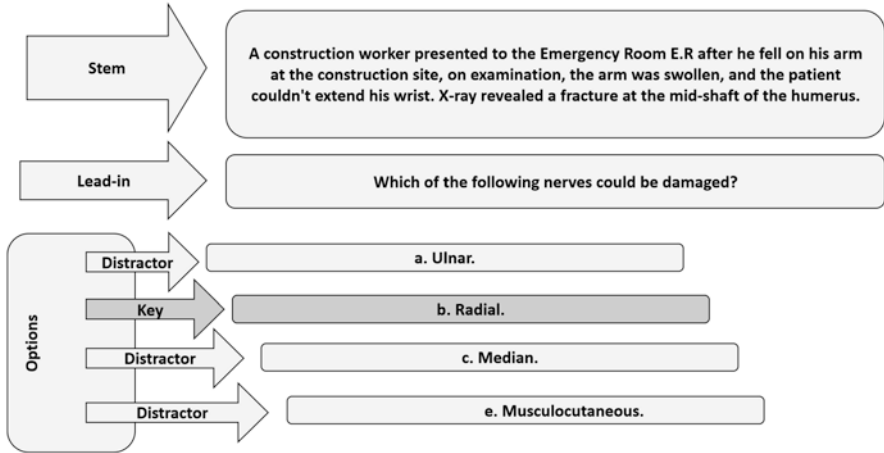 Stem
A construction worker presented to the Emergency Room E.R after he fell on his arm
at the construction site, on examination, the arm was swollen, and the patient
couldn't extend his wrist. X-ray revealed a fracture at the mid-shaft of the humerus.
Lead-in
Which of the following nerves could be damaged?
Options
Distractor
a. Ulnar.
Key
b. Radial.
Distractor
c. Median.
Distractor
e. Musculocutaneous.